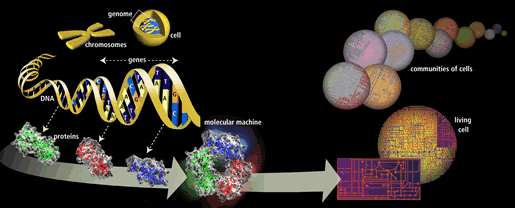 genome
chromosomes
cell
genes
DNA
proteins
molecular machine
communities of cells
living
cell